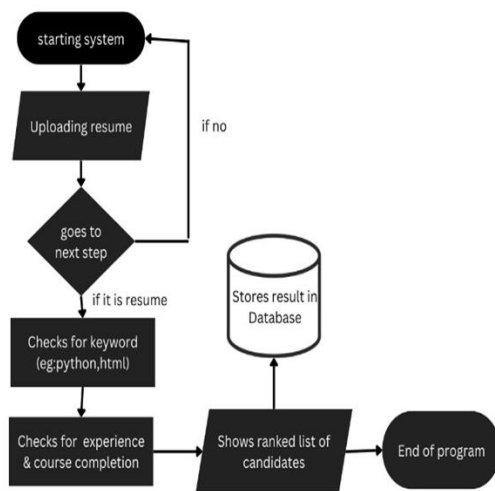 starting system
Uploading resume
if no
goes to
next step
if it is resume
Stores result in
Database
Checks for keyword
(eg:python,html)
Checks for experience
& course completion
Shows ranked list of
candidates
End of program